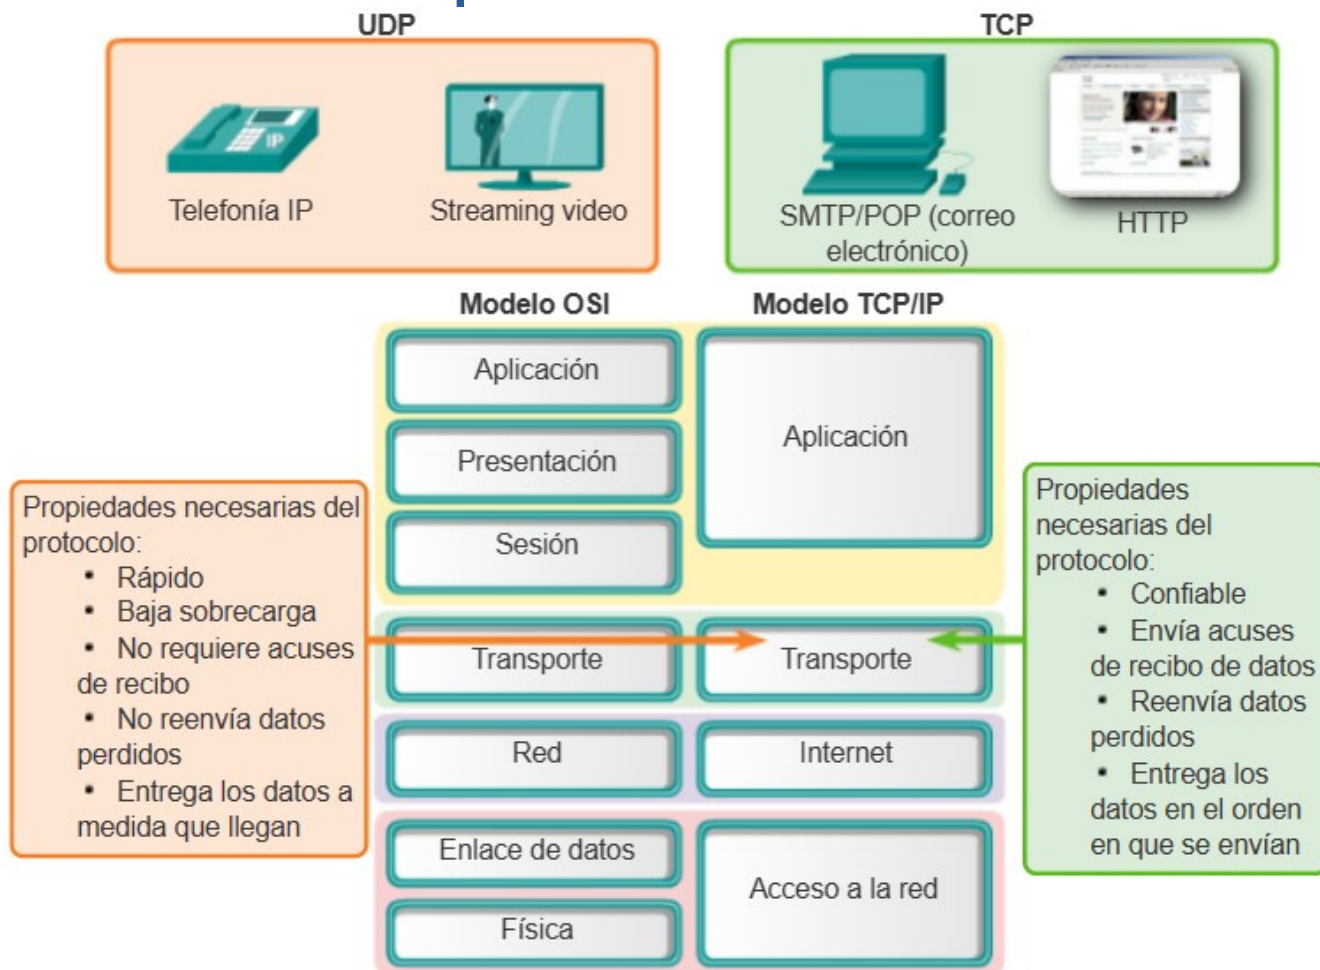 UDP
TCP
IP
Telefonía IP
Streaming video
SMTP/POP (correo
electrónico)
HTTP
Modelo OSI
Modelo TCP/IP
Aplicación
Presentación
Sesión
Aplicación
Propiedades necesarias del
protocolo:
▪ Rápido
▪ Baja sobrecarga
▪ No requiere acuses
de recibo
▪ No reenvía datos
perdidos
▪ Entrega los datos a
medida que llegan
Transporte
Transporte
Red
Internet
Enlace de datos
Física
Acceso a la red
Propiedades
necesarias del
protocolo:
▪ Confiable
▪ Envía acuses
de recibo de datos
▪ Reenvía datos
perdidos
▪ Entrega los
datos en el orden
en que se envían